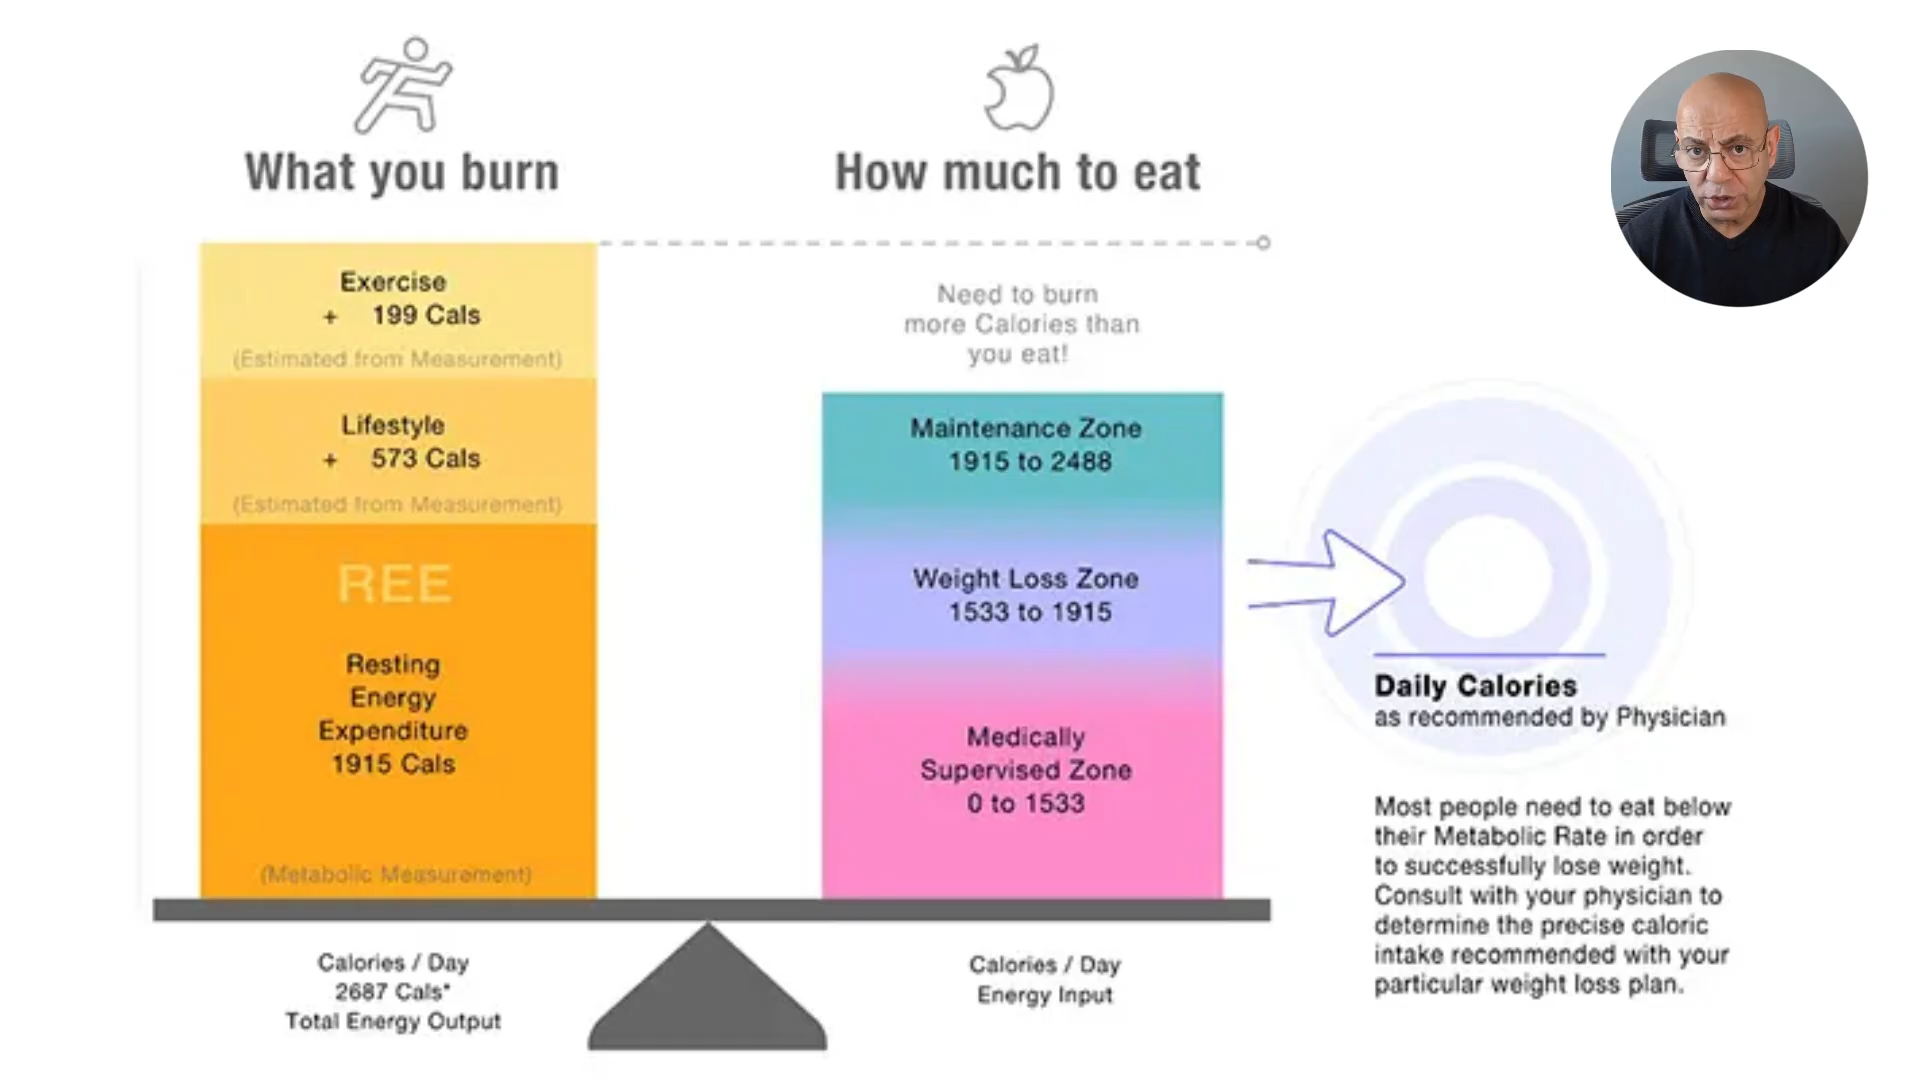 What you burn
Exercise
+ 199 Cals
(Estimated from Measurement)
Lifestyle
+ 573 Cals
(Estimated from Measurement)
REE
Resting
Energy
Expenditure
1915 Cals
(Metabolic Measurement)
Calories / Day
2687 Cals*
Total Energy Output
How much to eat
Need to burn
more Calories than
you eat!
Maintenance Zone
1915 to 2488
Weight Loss Zone
1533 to 1915
Medically
Supervised Zone
0 to 1533
Calories / Day
Energy Input
Daily Calories
as recommended by Physician
Most people need to eat below
their Metabolic Rate in order
to successfully lose weight.
Consult with your physician to
determine the precise caloric
intake recommended with your
particular weight loss plan.